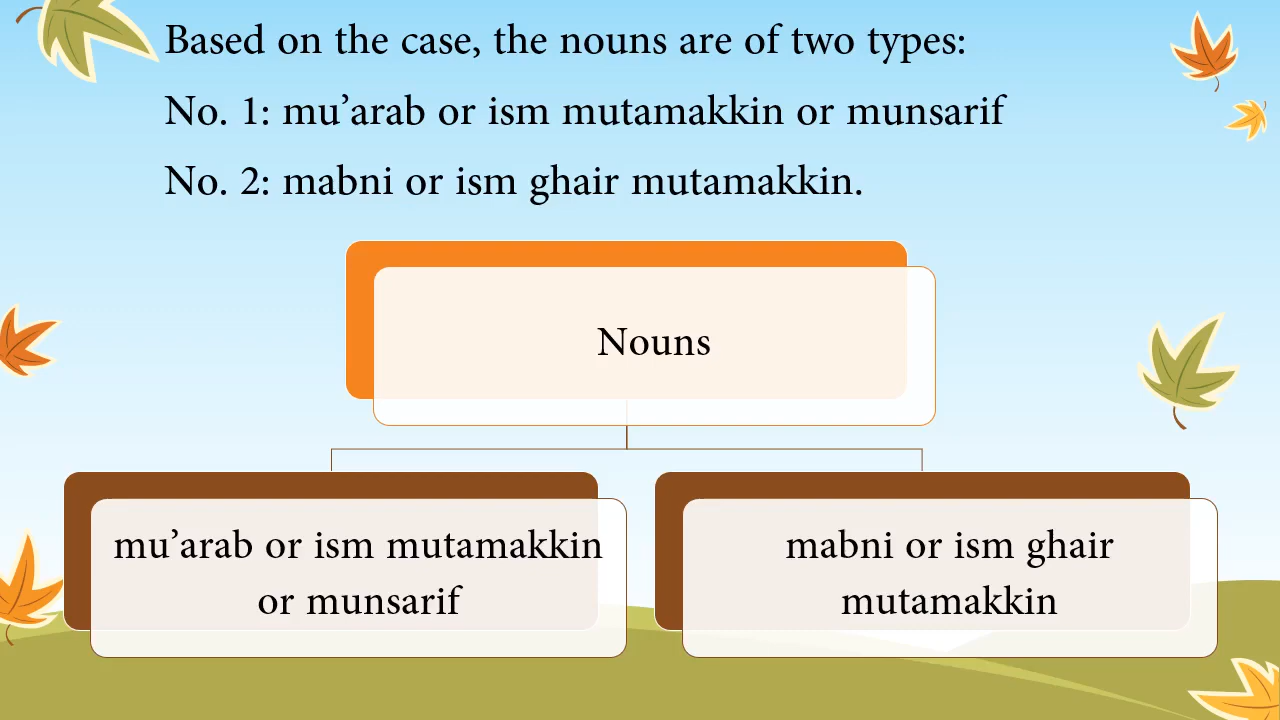 Based on the case, the nouns are of two types:
No. 1: mu’arab or ism mutamakkin or munsarif
No. 2: mabni or ism ghair mutamakkin.
Nouns
mu’arab or ism mutamakkin
or munsarif
mabni or ism ghair
mutamakkin